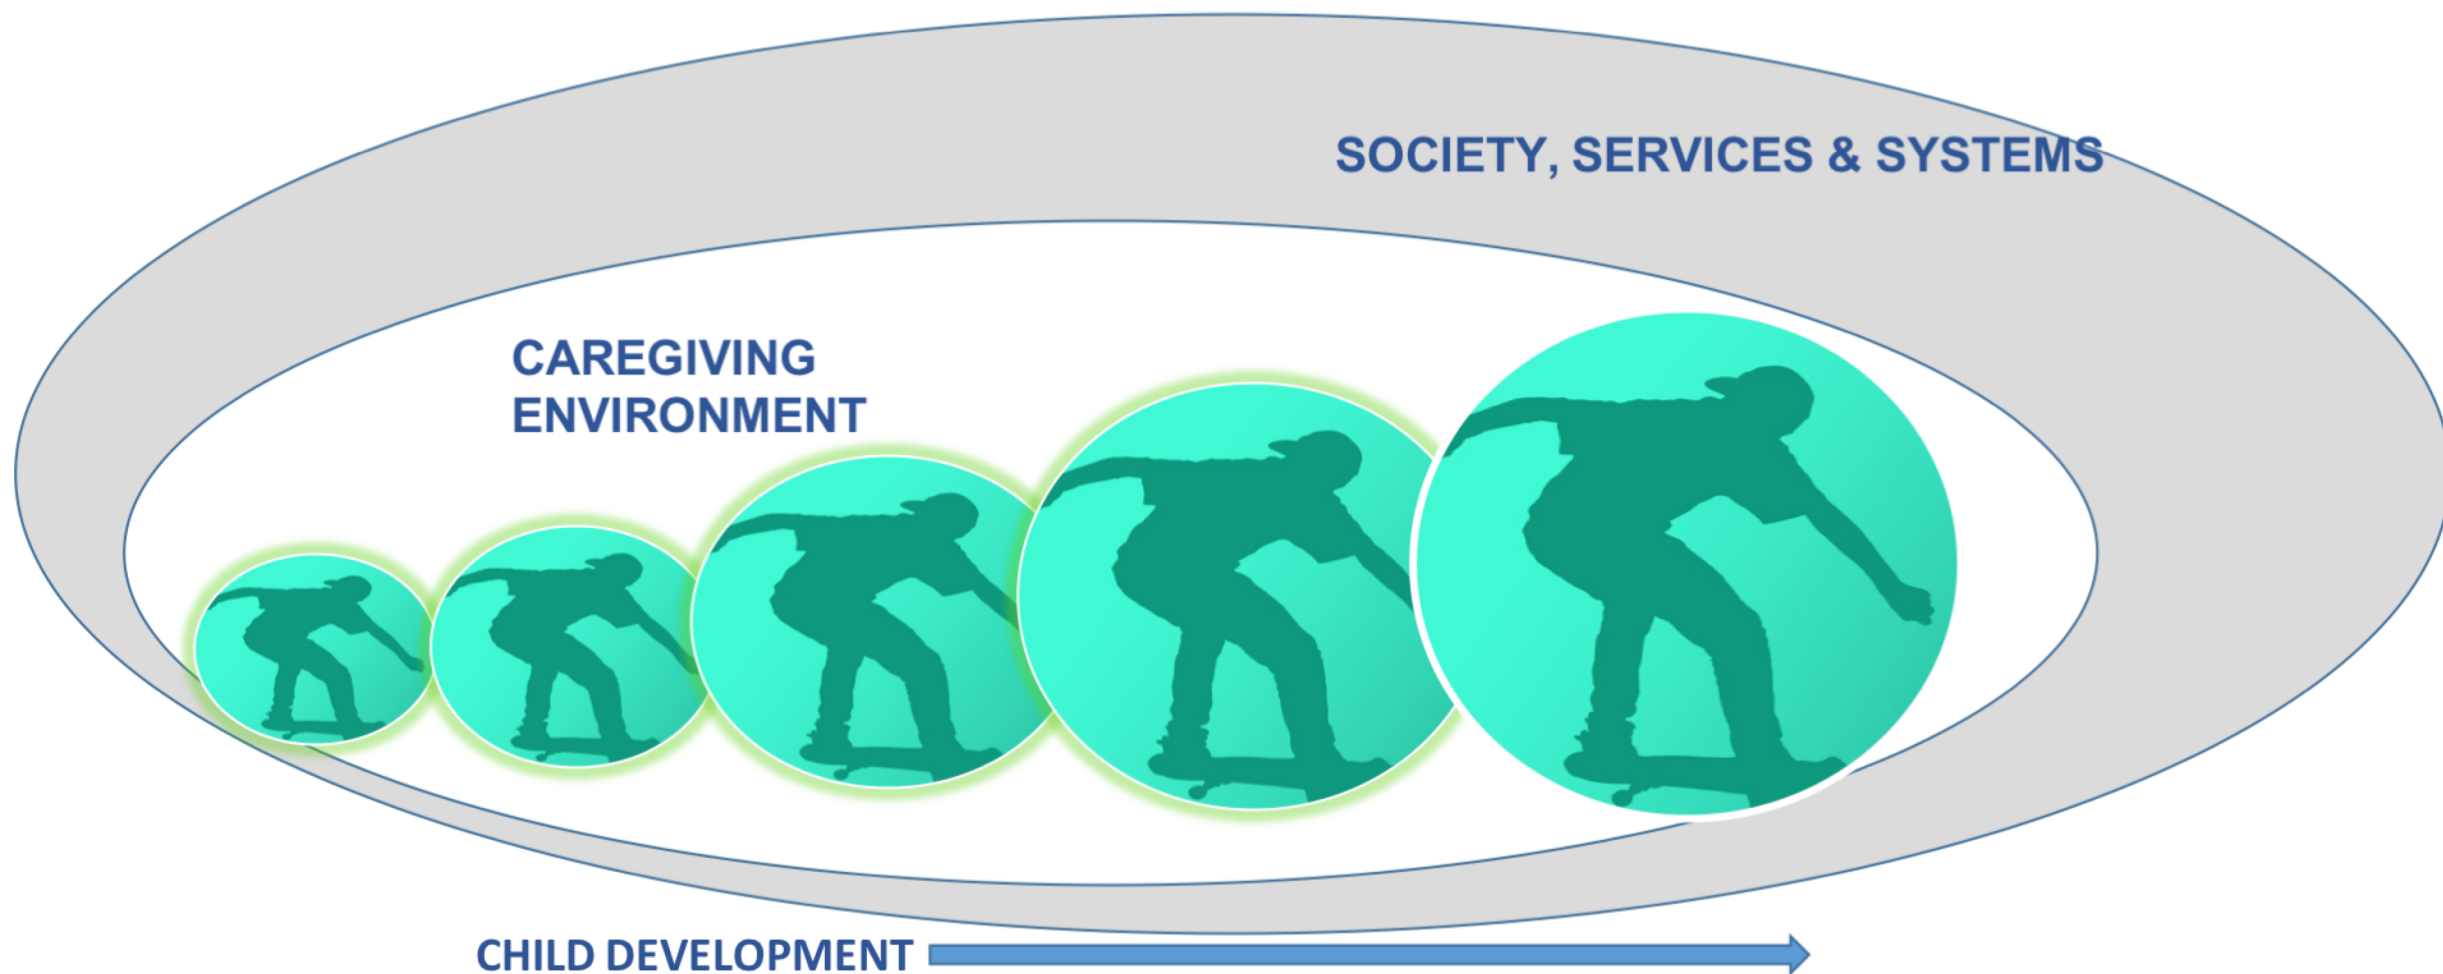 SOCIETY, SERVICES & SYSTEMS
CAREGIVING
ENVIRONMENT
CHILD DEVELOPMENT